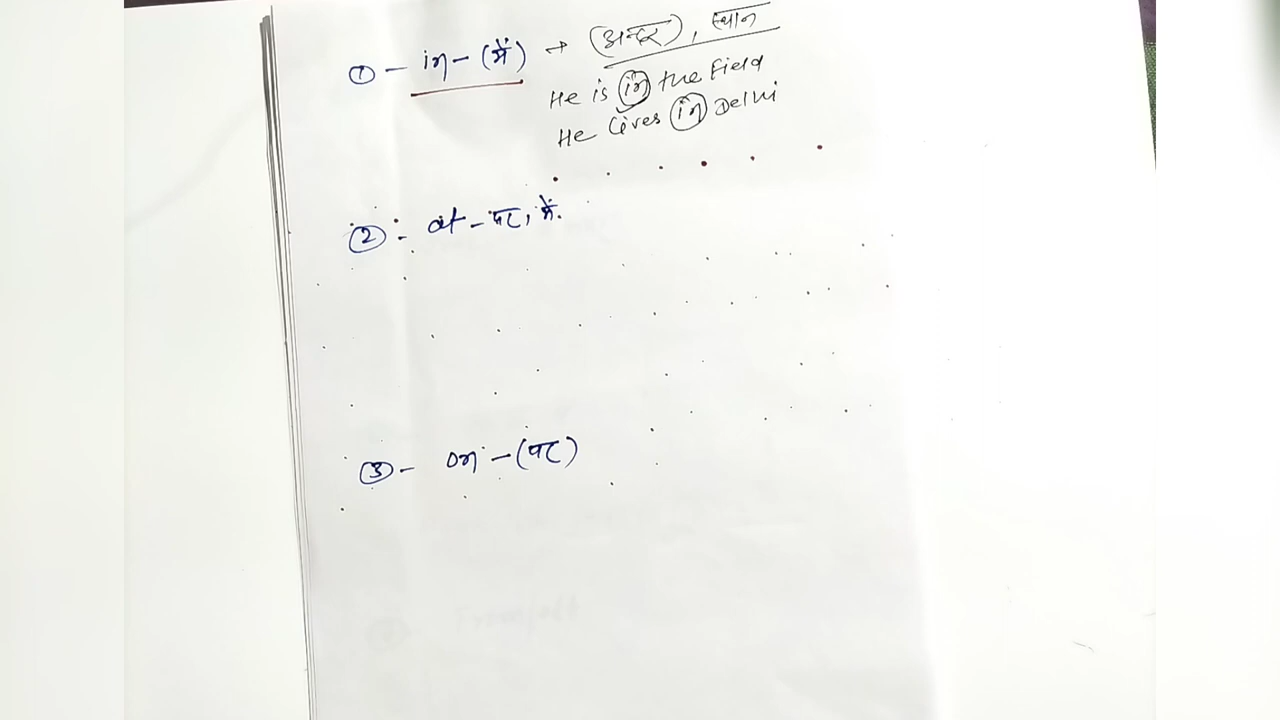 ① - in - (में) → (अन्दर), स्थान
He is in the Field
He lives in Delhi
② :- at - पर, में.
③ - on - (पर)